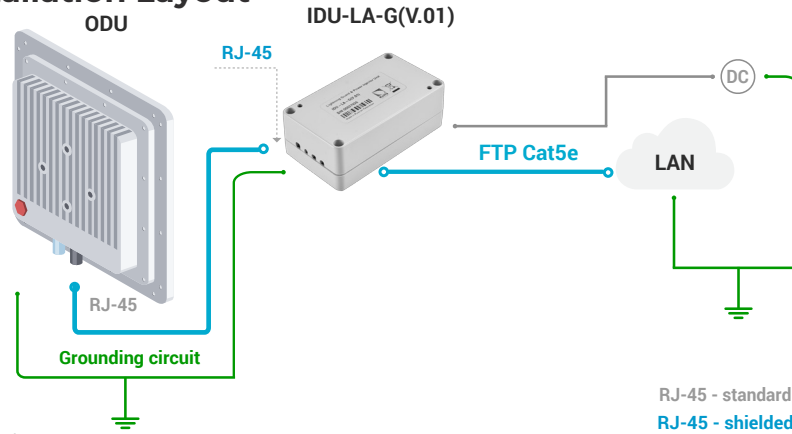 ODU
IDU-LA-G(V.01)
RJ-45
DC
FTP Cat5e
LAN
RJ-45
Grounding circuit
RJ-45 - standard
RJ-45 - shielded